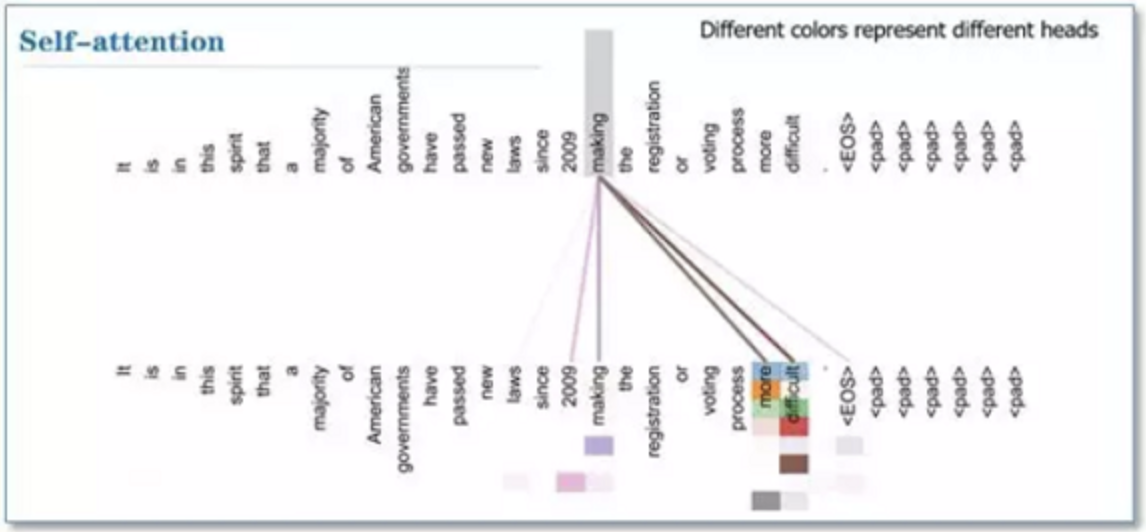 Self-attention
Different colors represent different heads
It is in this spirit that a majority of American governments have passed new laws since 2009 making the registration or voting process more difficult . <EOS> <pad> <pad> <pad> <pad> <pad> <pad>
It is in this spirit that a majority of American governments have passed new laws since 2009 making the registration or voting process more difficult . <EOS> <pad> <pad> <pad> <pad> <pad> <pad>